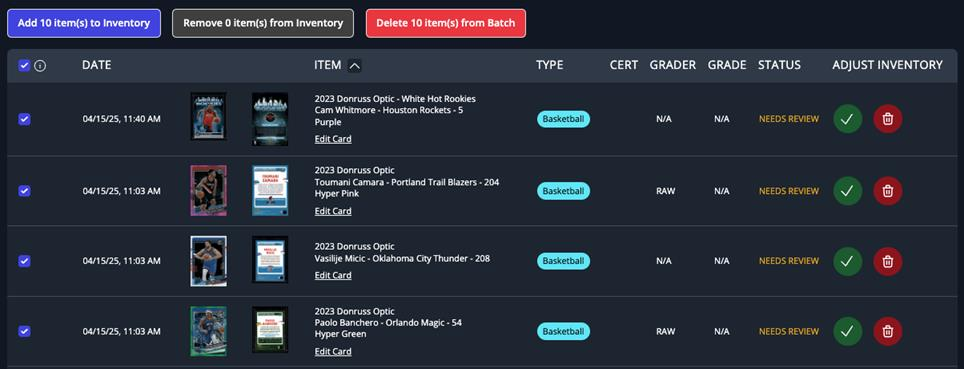 Add 10 item(s) to Inventory
Remove 0 item(s) from Inventory
Delete 10 item(s) from Batch
DATE
ITEM
TYPE
CERT
GRADER
GRADE
STATUS
ADJUST INVENTORY
04/15/25, 11:40 AM
2023 Donruss Optic - White Hot Rookies
Cam Whitmore - Houston Rockets - 5
Purple
Edit Card
Basketball
N/A
N/A
NEEDS REVIEW
04/15/25, 11:03 AM
TOUMANI
CAMARA
2023 Donruss Optic
Toumani Camara - Portland Trail Blazers - 204
Hyper Pink
Edit Card
Basketball
RAW
N/A
NEEDS REVIEW
04/15/25, 11:03 AM
2023 Donruss Optic
Vasilije Micic - Oklahoma City Thunder - 208
Edit Card
Basketball
N/A
N/A
NEEDS REVIEW
04/15/25, 11:03 AM
2023 Donruss Optic
Paolo Banchero - Orlando Magic - 54
Hyper Green
Edit Card
Basketball
RAW
N/A
NEEDS REVIEW